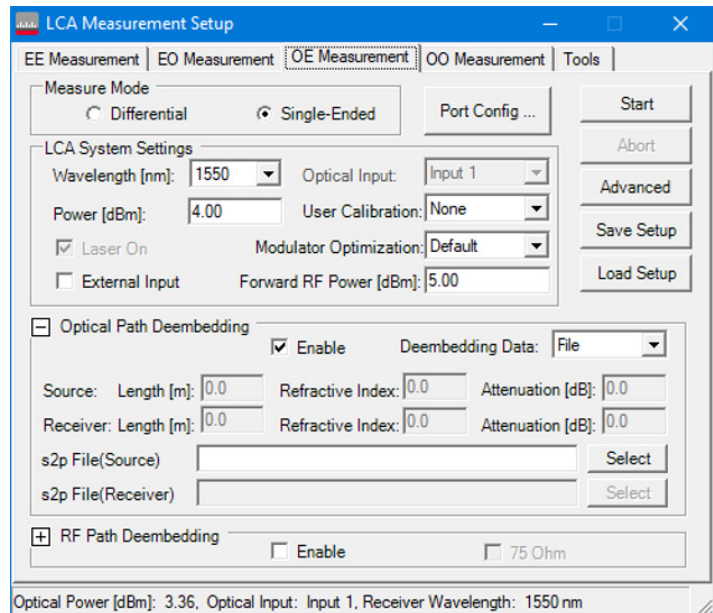 LCA Measurement Setup
EE Measurement EO Measurement OE Measurement OO Measurement Tools
Measure Mode
Differential Single-Ended
Port Config ...
Start
Abort
Advanced
Save Setup
Load Setup
LCA System Settings
Wavelength [nm]: 1550 Optical Input: Input 1
Power [dBm]: 4.00 User Calibration: None
Laser On Modulator Optimization: Default
External Input Forward RF Power [dBm]: 5.00
Optical Path Deembedding
Enable Deembedding Data: File
Source: Length [m]: 0.0 Refractive Index: 0.0 Attenuation [dB]: 0.0
Receiver: Length [m]: 0.0 Refractive Index: 0.0 Attenuation [dB]: 0.0
s2p File(Source) Select
s2p File(Receiver) Select
RF Path Deembedding
Enable 75 Ohm
Optical Power [dBm]: 3.36, Optical Input: Input 1, Receiver Wavelength: 1550 nm